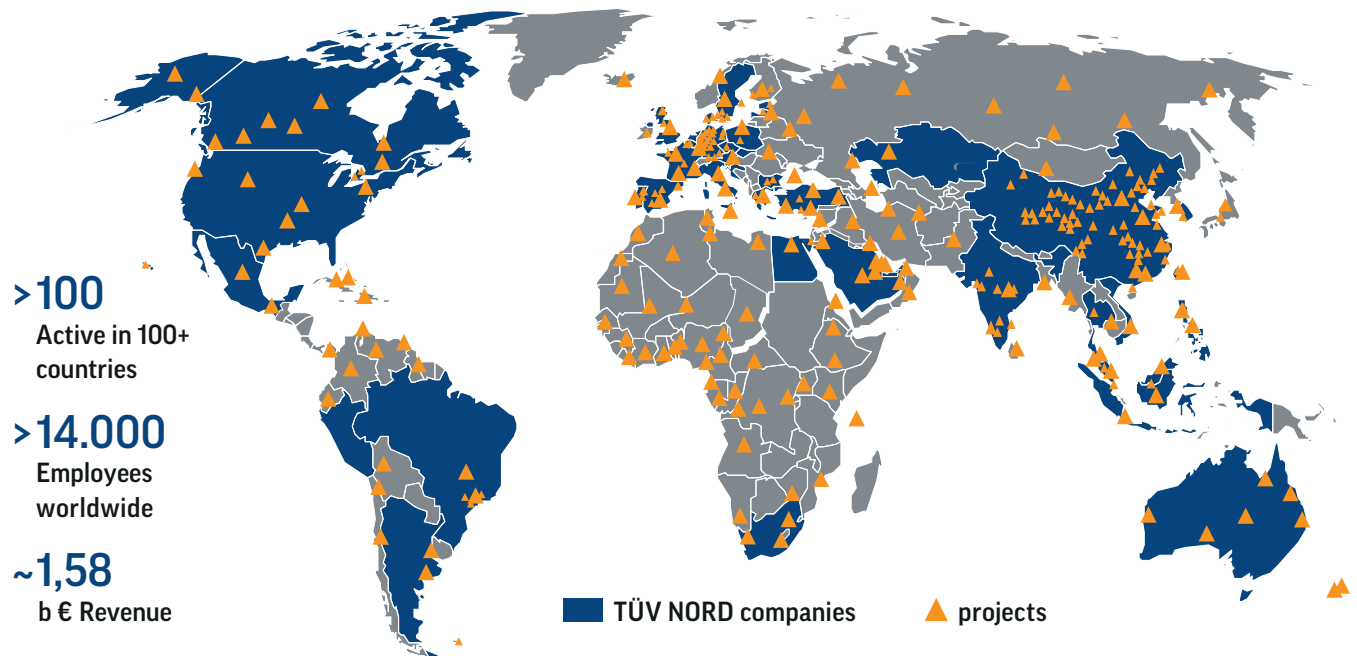 >100
Active in 100+
countries
>14.000
Employees
worldwide
~1,58
b € Revenue
TÜV NORD companies
projects